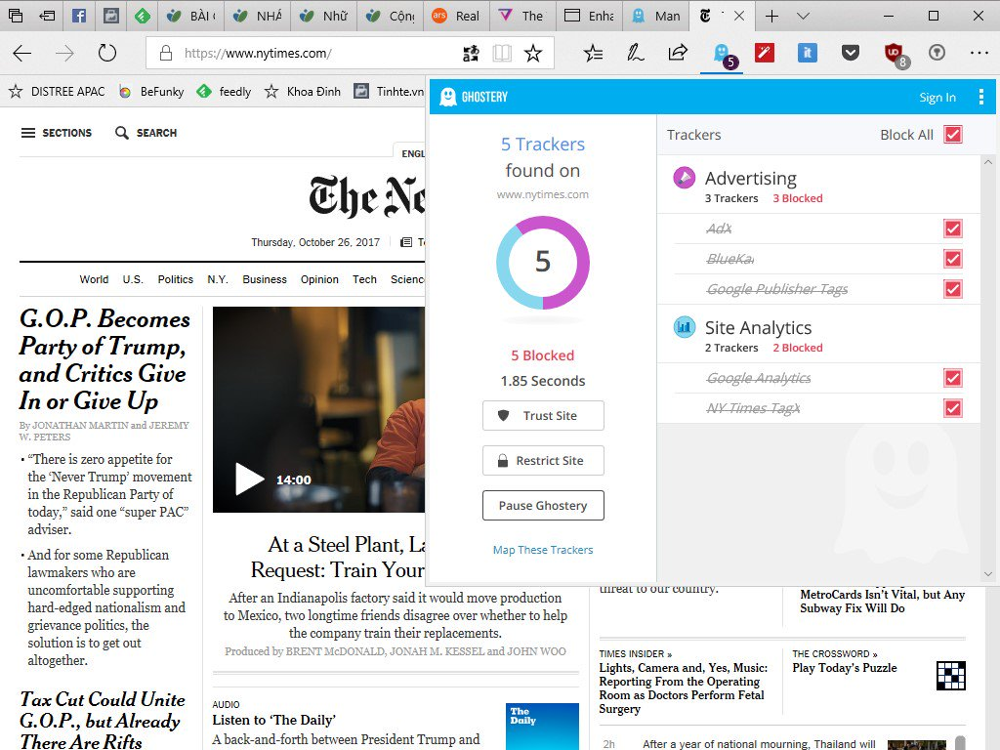 BÀI
NHÁ
Nhữ
Cộng
ars
Real
The
Enha
Man
https://www.nytimes.com/
5
it
uo
8
DISTREE APAC
BeFunky
feedly
Khoa Dinh
Tinhte.vn
GHOSTERY
Sign In
SECTIONS
SEARCH
ENGL
The Ne
Thursday, October 26, 2017
World
U.S.
Politics
N.Y.
Business
Opinion
Tech
Science
5 Trackers
found on
www.nytimes.com
5
5 Blocked
1.85 Seconds
Trust Site
Restrict Site
Pause Ghostery
Map These Trackers
Trackers
Block All
Advertising
3 Trackers 3 Blocked
AdX
BlueKai
Google Publisher Tags
Site Analytics
2 Trackers 2 Blocked
Google Analytics
NY Times TagX
G.O.P. Becomes
Party of Trump,
and Critics Give
In or Give Up
By JONATHAN MARTIN and JEREMY
W. PETERS
• “There is zero appetite for
the ‘Never Trump’ movement
in the Republican Party of
today,” said one “super PAC”
adviser.
• And for some Republican
lawmakers who are
uncomfortable supporting
hard-edged nationalism and
grievance politics, the
solution is to get out
altogether.
Tax Cut Could Unite
G.O.P., but Already
There Are Rifts
14:00
At a Steel Plant, La
Request: Train Your
After an Indianapolis factory said it would move production
to Mexico, two longtime friends disagree over whether to help
the company train their replacements.
Produced by BRENT McDONALD, JONAH M. KESSEL and JOHN WOO
AUDIO
Listen to ‘The Daily’
A back-and-forth between President Trump and
The
Daily
threat to our country.
MetroCards Isn’t Vital, but Any
Subway Fix Will Do
TIMES INSIDER »
Lights, Camera and, Yes, Music:
Reporting From the Operating
Room as Doctors Perform Fetal
Surgery
THE CROSSWORD »
Play Today’s Puzzle
2h
After a year of national mourning, Thailand will